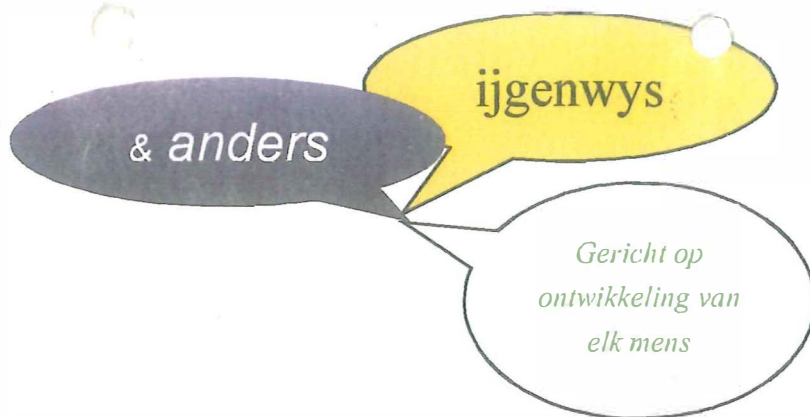 ijgenwys
& anders
Gericht op
ontwikkeling van
elk mens